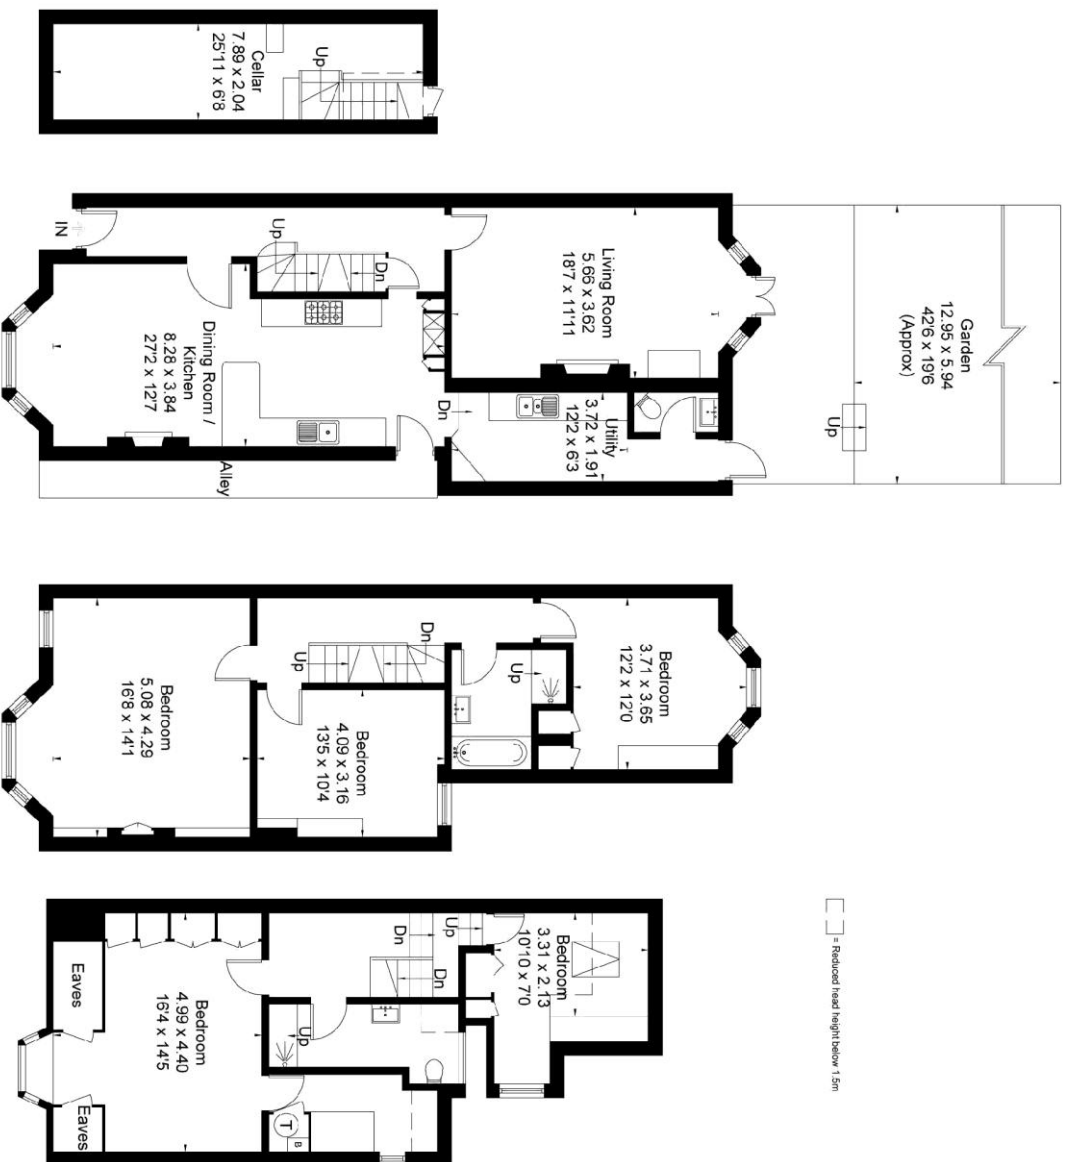 Cellar
7.89 x 2.04
25'11 x 6'8
Up
IN
Up
Dn
Living Room
5.66 x 3.62
18'7 x 11'11
Dining Room /
Kitchen
8.28 x 3.84
27'2 x 12'7
Dn
Utility
3.72 x 1.91
12'2 x 6'3
Alley
Garden
12.95 x 5.94
42'6 x 19'6
(Approx)
Up
Bedroom
5.08 x 4.29
16'8 x 14'1
Up
Dn
Bedroom
4.09 x 3.16
13'5 x 10'4
Up
Bedroom
3.71 x 3.65
12'2 x 12'0
Eaves
Eaves
Bedroom
4.99 x 4.40
16'4 x 14'5
Dn
Up
Dn
Up
T
B
Bedroom
3.31 x 2.13
10'10 x 7'0
= Reduced head height below 1.5m